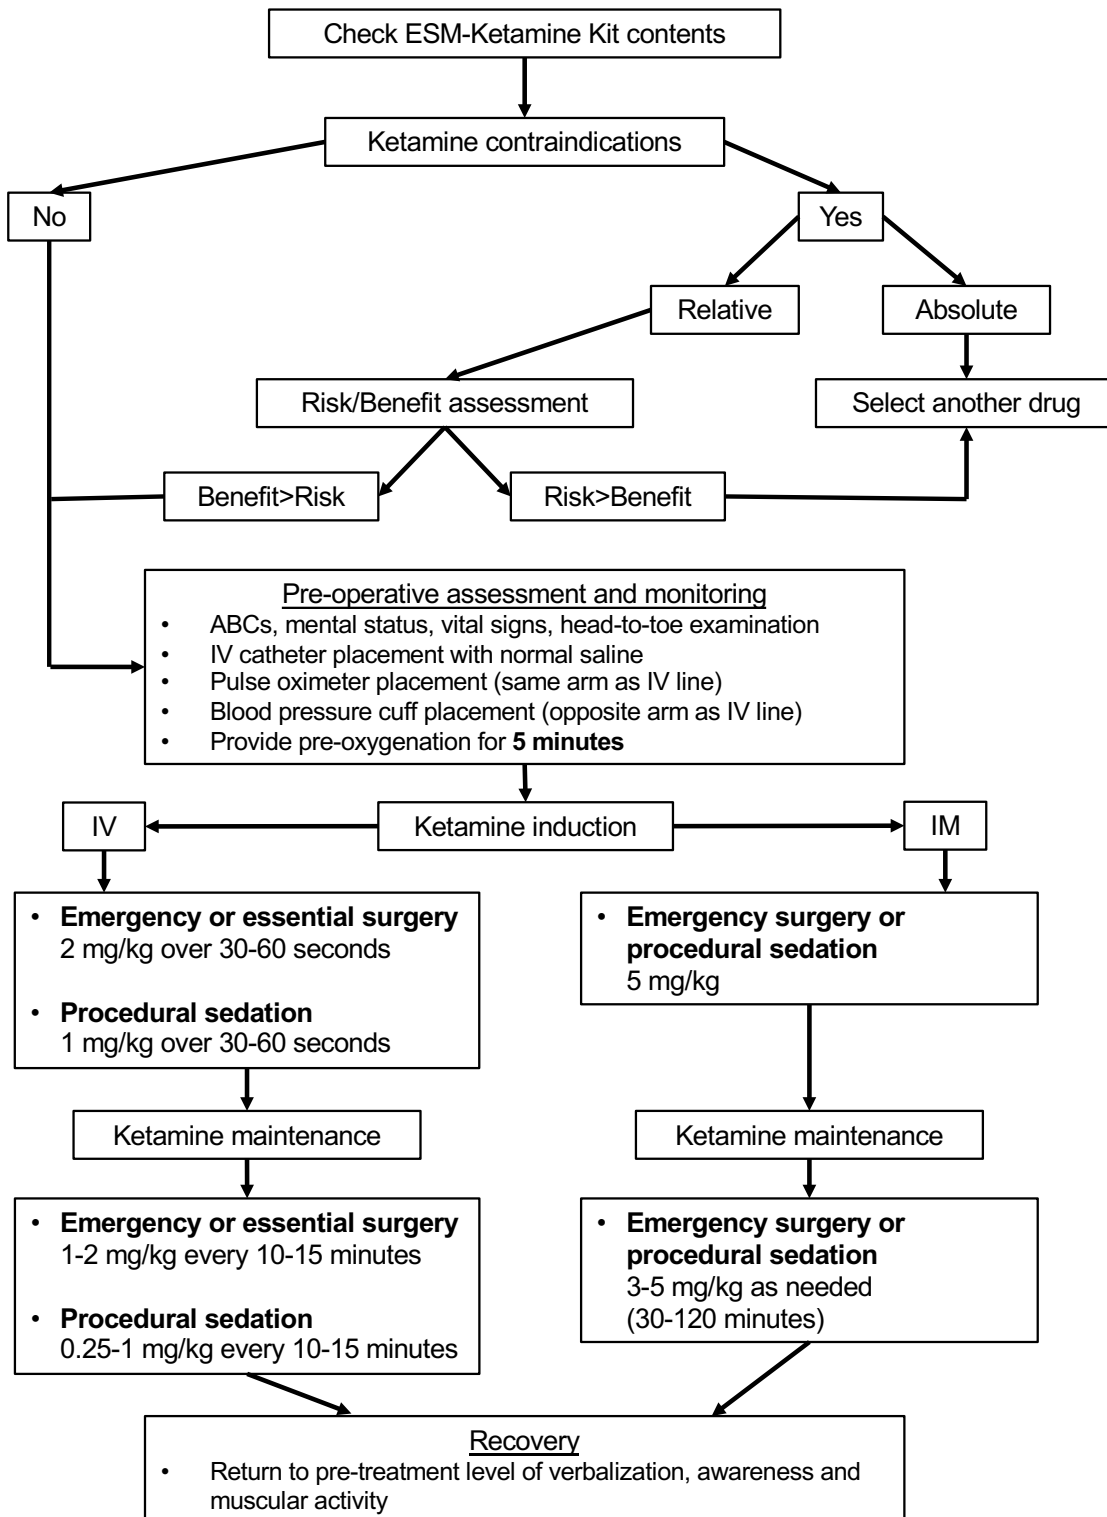 Check ESM-Ketamine Kit contents
Ketamine contraindications
No
Yes
Relative
Absolute
Risk/Benefit assessment
Select another drug
Benefit>Risk
Risk>Benefit
Pre-operative assessment and monitoring
• ABCs, mental status, vital signs, head-to-toe examination
• IV catheter placement with normal saline
• Pulse oximeter placement (same arm as IV line)
• Blood pressure cuff placement (opposite arm as IV line)
• Provide pre-oxygenation for 5 minutes
IV
Ketamine induction
IM
• Emergency or essential surgery
2 mg/kg over 30-60 seconds
• Procedural sedation
1 mg/kg over 30-60 seconds
• Emergency surgery or
procedural sedation
5 mg/kg
Ketamine maintenance
Ketamine maintenance
• Emergency or essential surgery
1-2 mg/kg every 10-15 minutes
• Procedural sedation
0.25-1 mg/kg every 10-15 minutes
• Emergency surgery or
procedural sedation
3-5 mg/kg as needed
(30-120 minutes)
Recovery
• Return to pre-treatment level of verbalization, awareness and
muscular activity